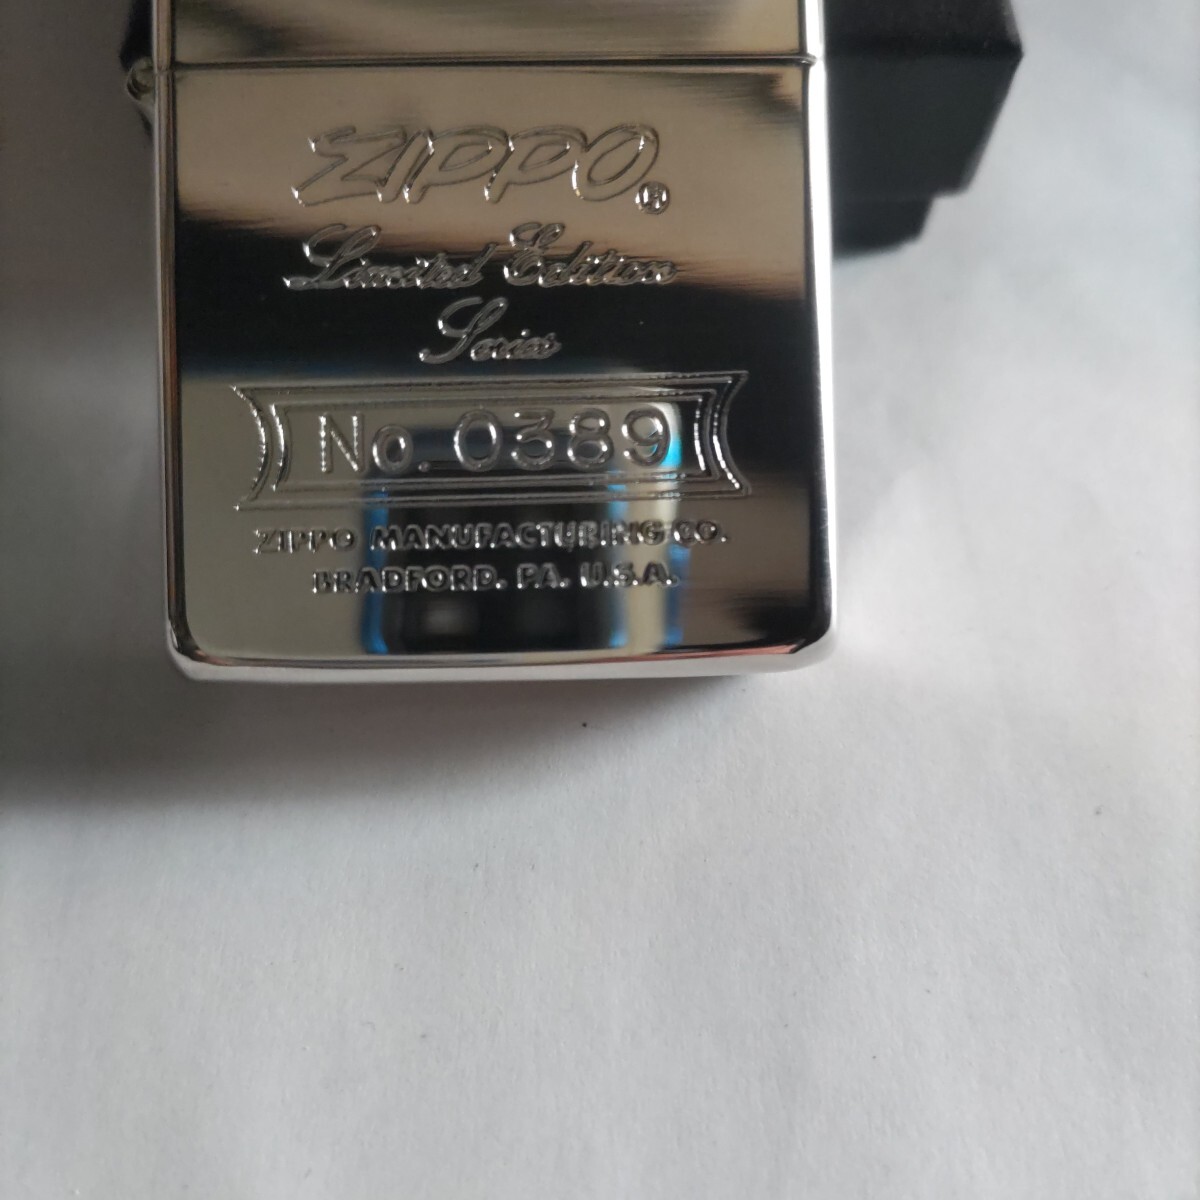 ZIPPO®
Limited Edition
Series
No. 0389
ZIPPO MANUFACTURING CO.
BRADFORD. PA. U.S.A.